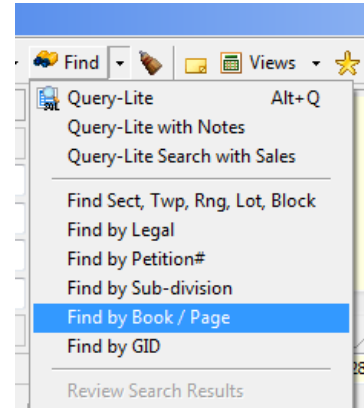 Find Views
Query-Lite Alt+Q
Query-Lite with Notes
Query-Lite Search with Sales
Find Sect, Twp, Rng, Lot, Block
Find by Legal
Find by Petition#
Find by Sub-division
Find by Book / Page
Find by GID
Review Search Results